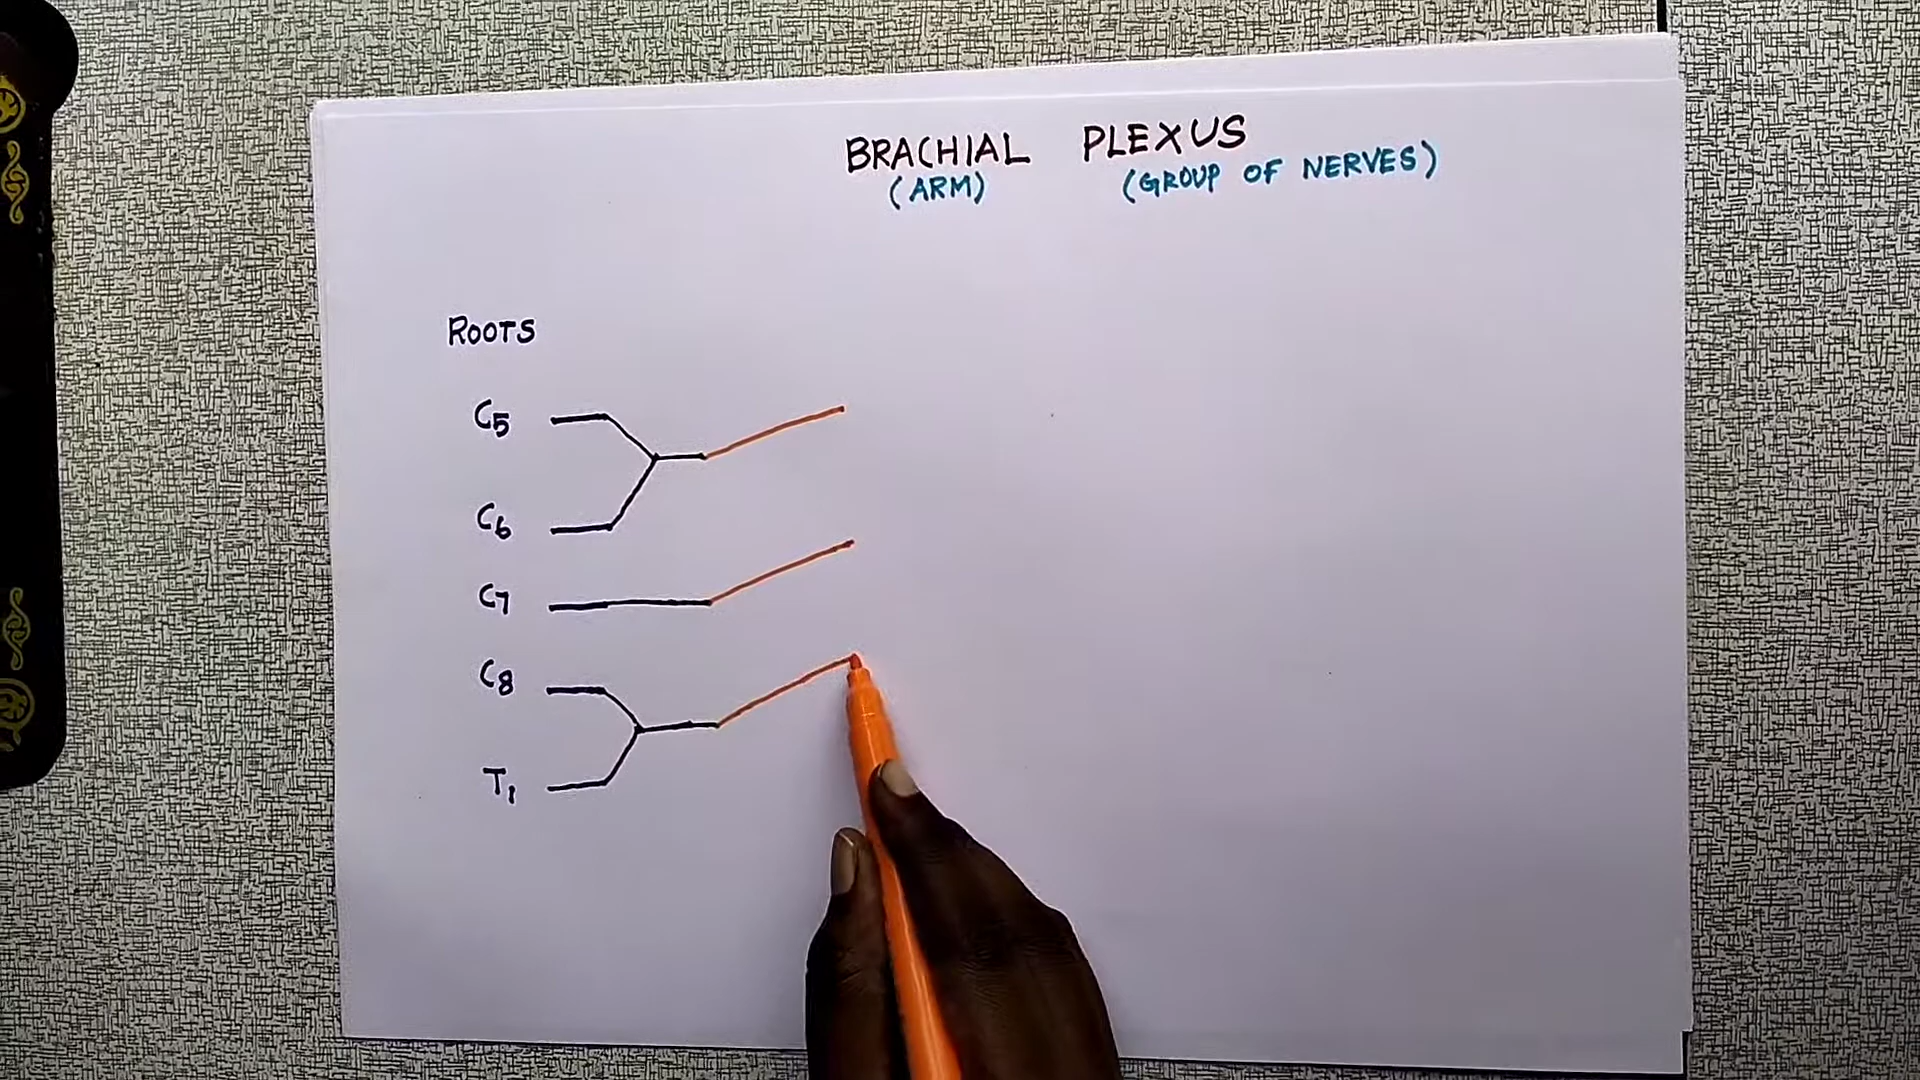 BRACHIAL PLEXUS
(ARM) (GROUP OF NERVES)
ROOTS
C5
C6
C7
C8
T1